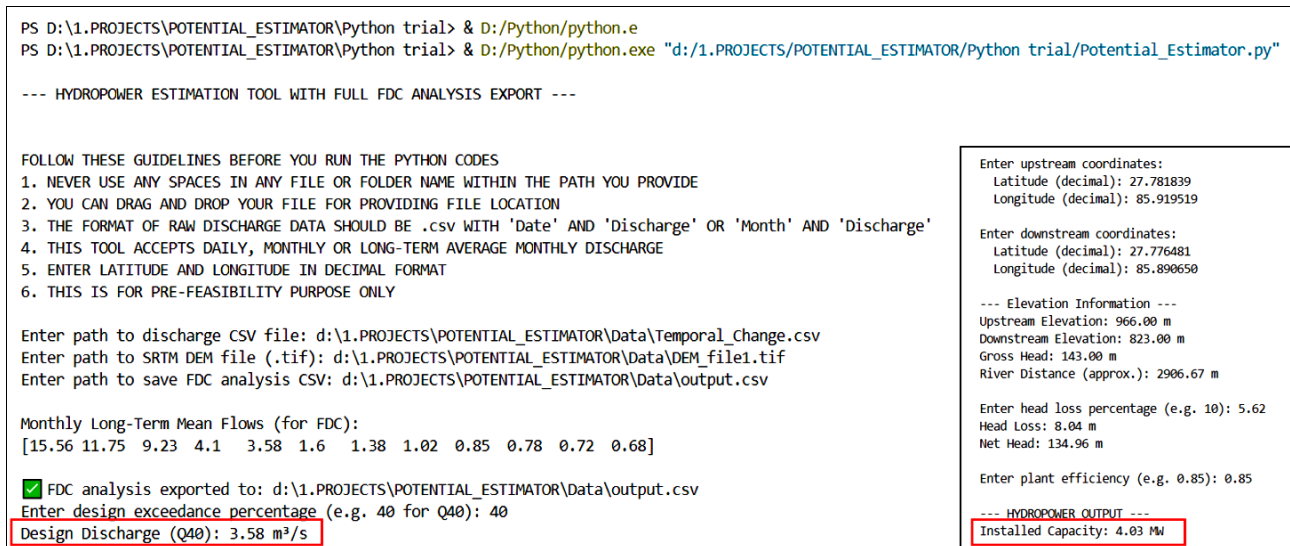 PS D:\1.PROJECTS\POTENTIAL_ESTIMATOR\Python trial> & D:/Python/python.e
PS D:\1.PROJECTS\POTENTIAL_ESTIMATOR\Python trial> & D:/Python/python.exe "d:/1.PROJECTS/POTENTIAL_ESTIMATOR/Python trial/Potential_Estimator.py"
--- HYDROPOWER ESTIMATION TOOL WITH FULL FDC ANALYSIS EXPORT ---
FOLLOW THESE GUIDELINES BEFORE YOU RUN THE PYTHON CODES
1. NEVER USE ANY SPACES IN ANY FILE OR FOLDER NAME WITHIN THE PATH YOU PROVIDE
2. YOU CAN DRAG AND DROP YOUR FILE FOR PROVIDING FILE LOCATION
3. THE FORMAT OF RAW DISCHARGE DATA SHOULD BE .csv WITH 'Date' AND 'Discharge' OR 'Month' AND 'Discharge'
4. THIS TOOL ACCEPTS DAILY, MONTHLY OR LONG-TERM AVERAGE MONTHLY DISCHARGE
5. ENTER LATITUDE AND LONGITUDE IN DECIMAL FORMAT
6. THIS IS FOR PRE-FEASIBILITY PURPOSE ONLY
Enter path to discharge CSV file: d:\1.PROJECTS\POTENTIAL_ESTIMATOR\Data\Temporal_Change.csv
Enter path to SRTM DEM file (.tif): d:\1.PROJECTS\POTENTIAL_ESTIMATOR\Data\DEM_file1.tif
Enter path to save FDC analysis CSV: d:\1.PROJECTS\POTENTIAL_ESTIMATOR\Data\output.csv
Monthly Long-Term Mean Flows (for FDC):
[15.56 11.75  9.23  4.1   3.58  1.6   1.38  1.02  0.85  0.78  0.72  0.68]
✅ FDC analysis exported to: d:\1.PROJECTS\POTENTIAL_ESTIMATOR\Data\output.csv
Enter design exceedance percentage (e.g. 40 for Q40): 40
Design Discharge (Q40): 3.58 m³/s
Enter upstream coordinates:
Latitude (decimal): 27.781839
Longitude (decimal): 85.919519
Enter downstream coordinates:
Latitude (decimal): 27.776481
Longitude (decimal): 85.890650
--- Elevation Information ---
Upstream Elevation: 966.00 m
Downstream Elevation: 823.00 m
Gross Head: 143.00 m
River Distance (approx.): 2906.67 m
Enter head loss percentage (e.g. 10): 5.62
Head Loss: 8.04 m
Net Head: 134.96 m
Enter plant efficiency (e.g. 0.85): 0.85
--- HYDROPOWER OUTPUT ---
Installed Capacity: 4.03 MW